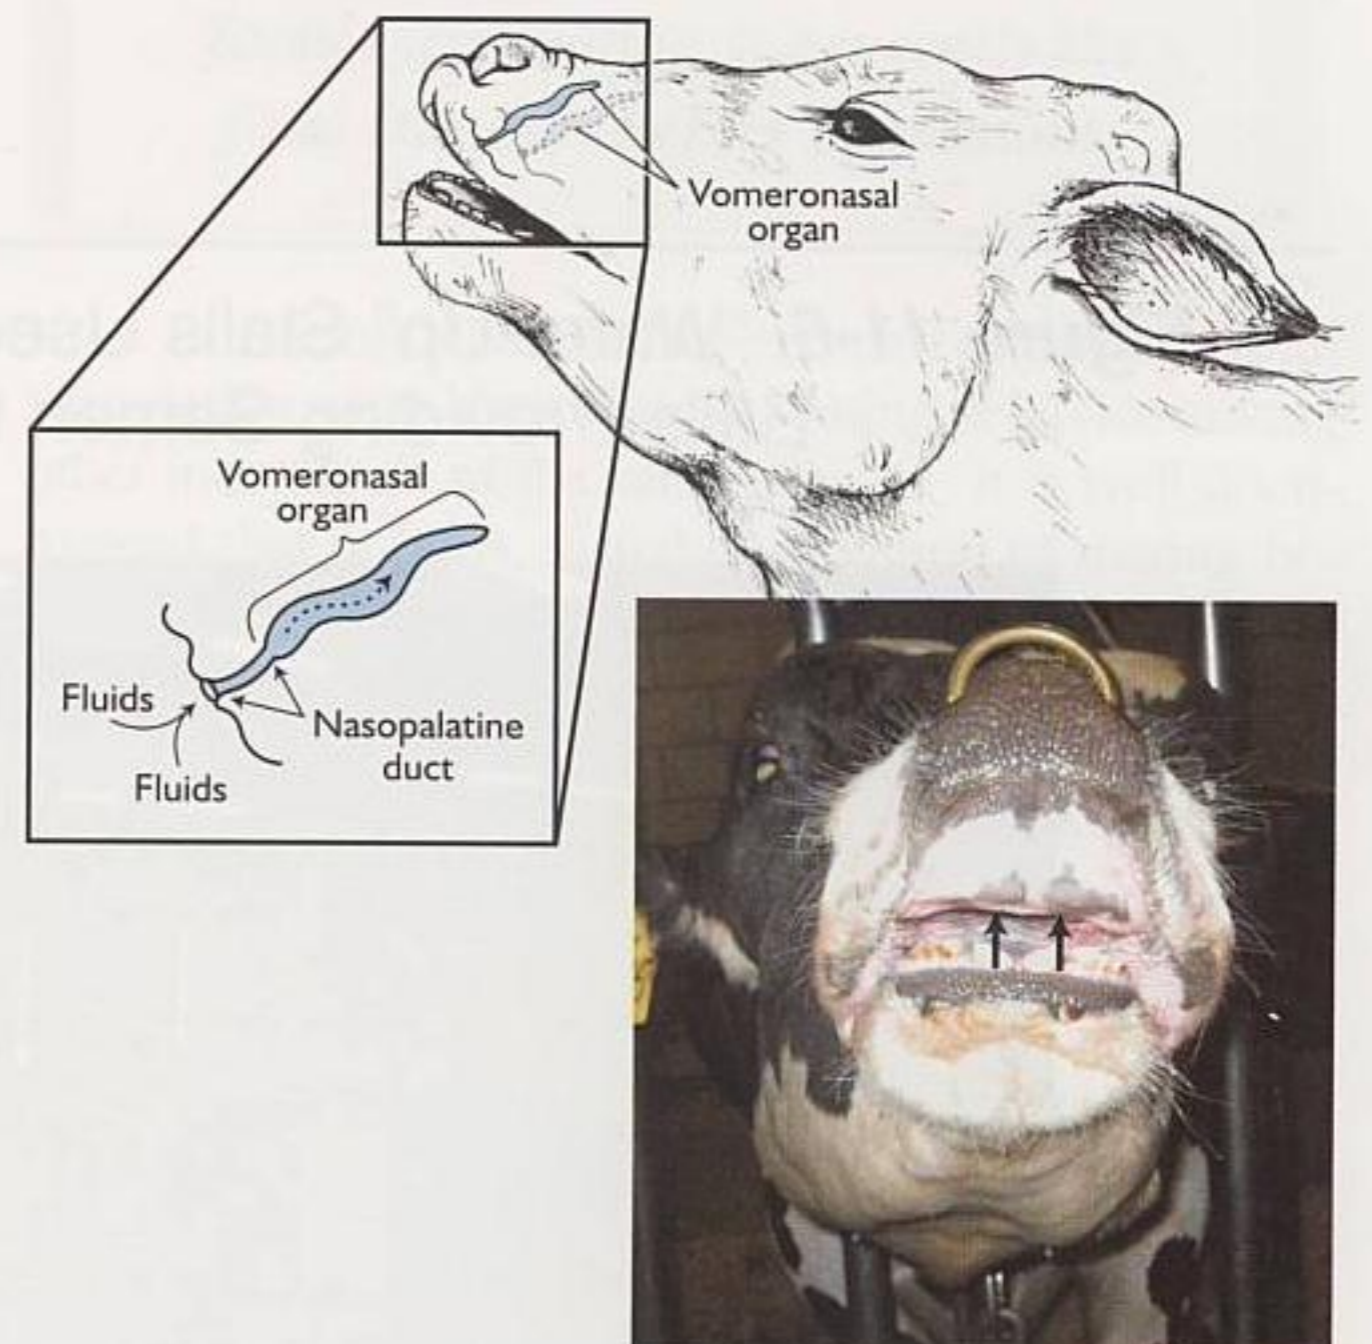 Vomeronasal
organ
Vomeronasal
organ
Fluids
Nasopalatine
duct
Fluids